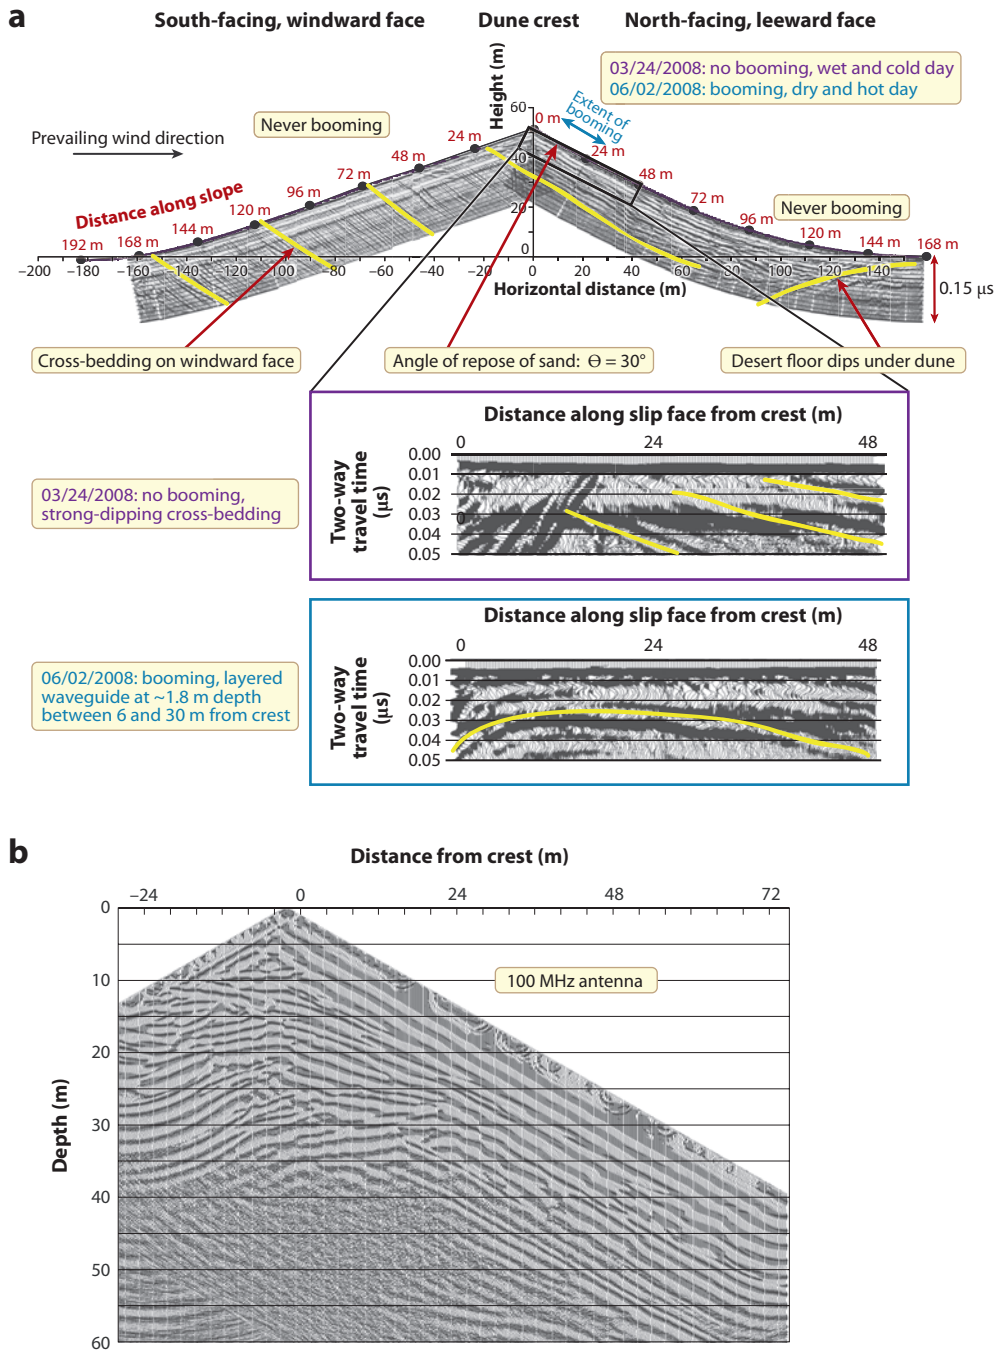 a
South-facing, windward face
Dune crest
North-facing, leeward face
03/24/2008: no booming, wet and cold day
06/02/2008: booming, dry and hot day
Height (m)
60
40
20
0
Extent of
booming
Never booming
Prevailing wind direction
Distance along slope
192 m
168 m
144 m
120 m
96 m
72 m
48 m
24 m
0 m
24 m
48 m
72 m
96 m
120 m
144 m
168 m
Never booming
−200
−180
−160
−140
−120
−100
−80
−60
−40
−20
0
20
40
60
80
100
120
140
Horizontal distance (m)
0.15 μs
Cross-bedding on windward face
Angle of repose of sand: Θ = 30°
Desert floor dips under dune
03/24/2008: no booming,
strong-dipping cross-bedding
Distance along slip face from crest (m)
0
24
48
Two-way
travel time
(μs)
0.00
0.01
0.02
0.03
0.04
0.05
0
06/02/2008: booming, layered
waveguide at ~1.8 m depth
between 6 and 30 m from crest
Distance along slip face from crest (m)
0
24
48
Two-way
travel time
(μs)
0.00
0.01
0.02
0.03
0.04
0.05
b
Distance from crest (m)
−24
0
24
48
72
Depth (m)
0
10
20
30
40
50
60
100 MHz antenna